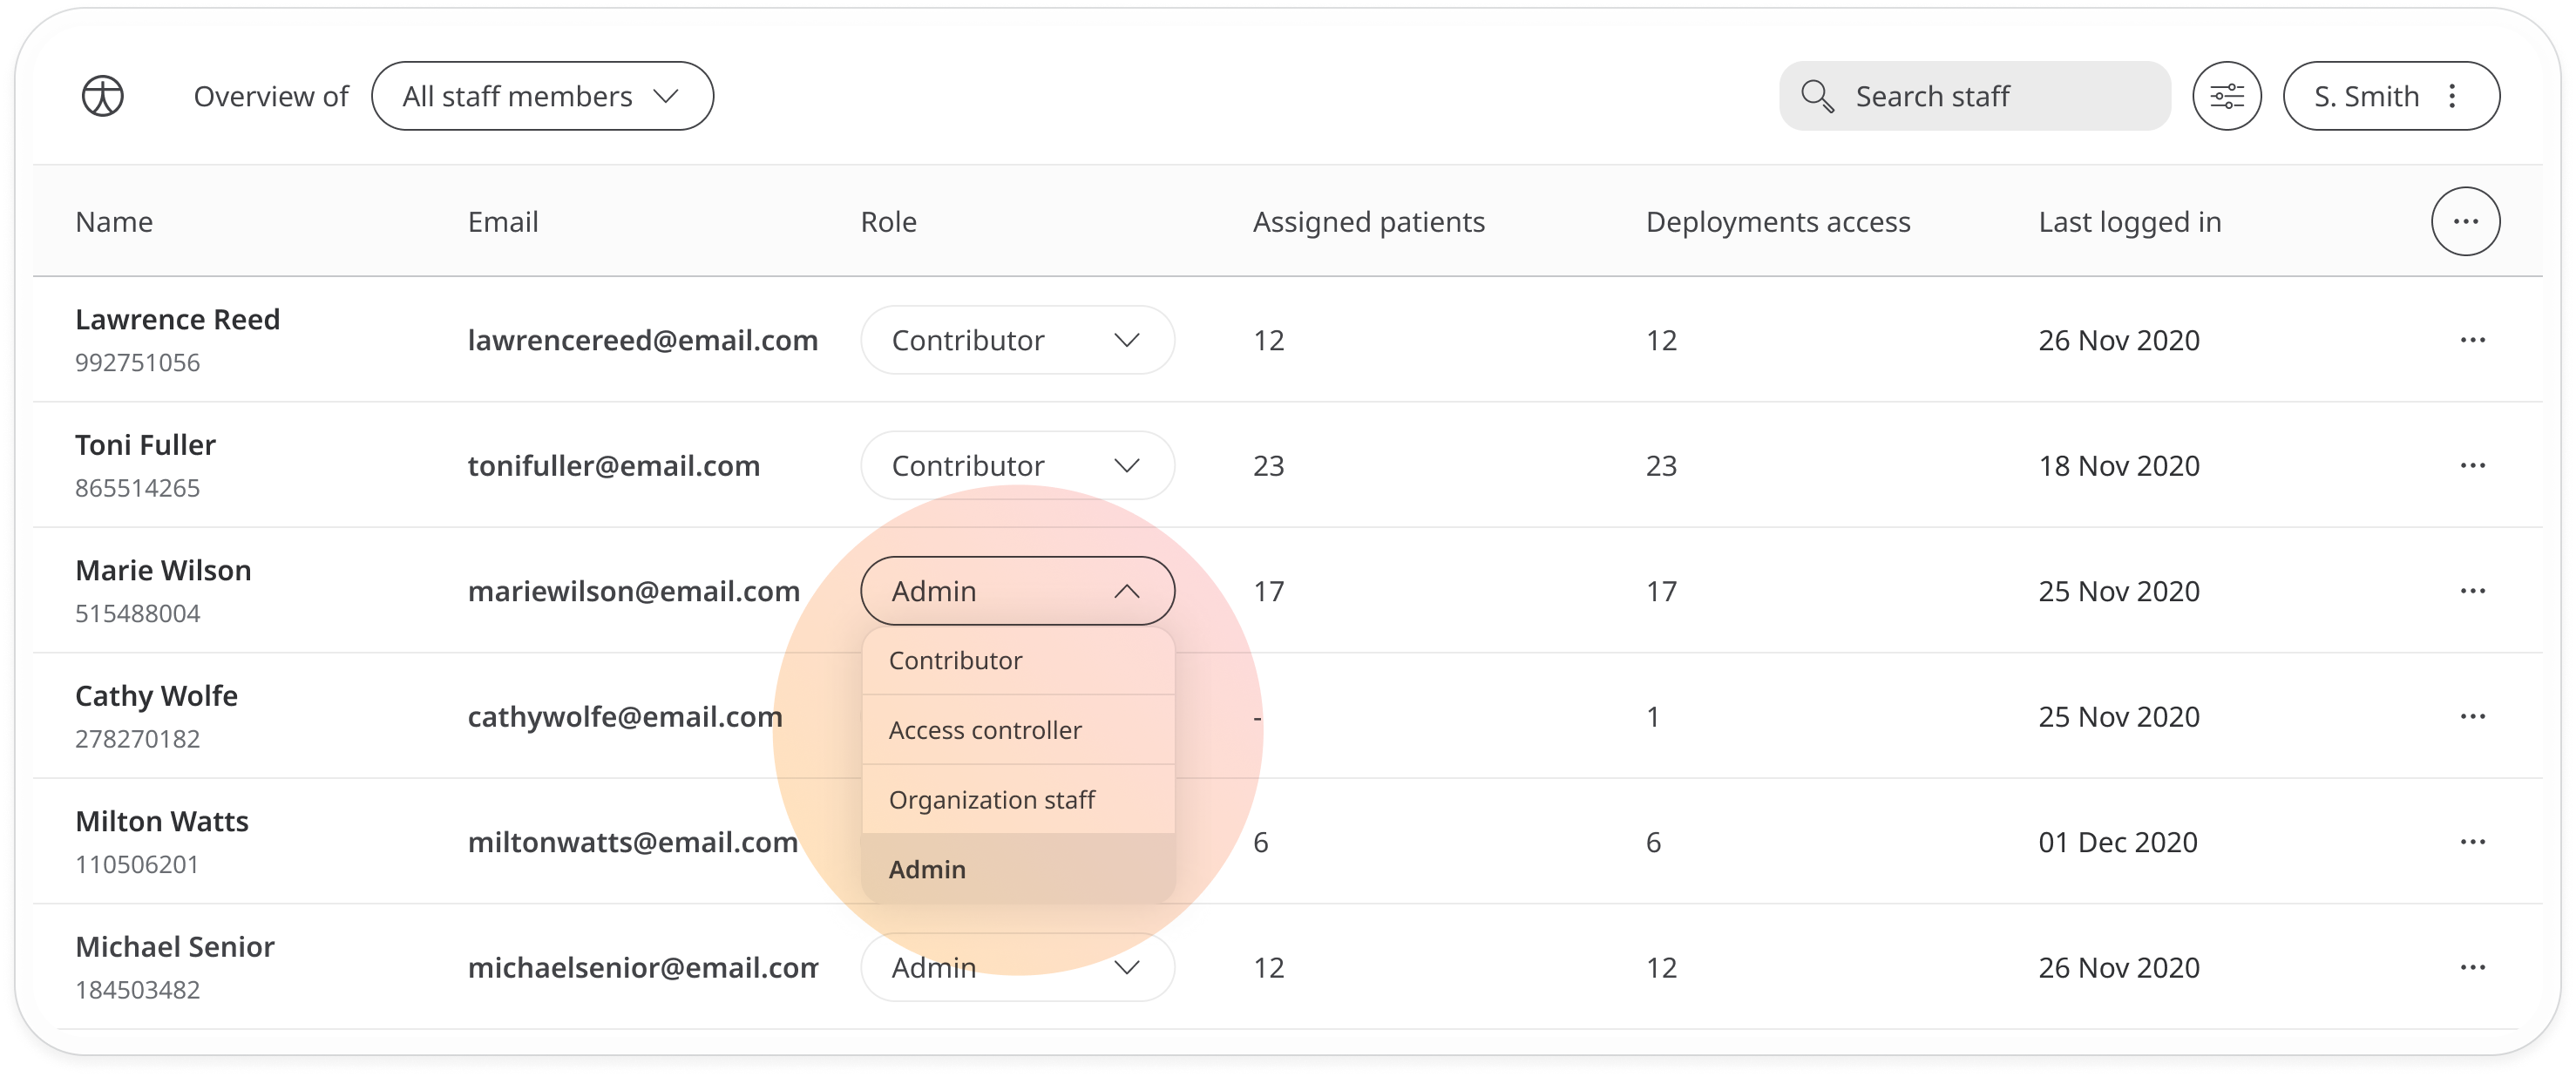 Overview of All staff members Search staff S. Smith
Name Email Role Assigned patients Deployments access Last logged in
Lawrence Reed
992751056
lawrencereed@email.com Contributor 12 12 26 Nov 2020
Toni Fuller
865514265
tonifuller@email.com Contributor 23 23 18 Nov 2020
Marie Wilson
515488004
mariewilson@email.com Admin 17 17 25 Nov 2020
Contributor
Access controller
Organization staff
Admin
Cathy Wolfe
278270182
cathywolfe@email.com - 1 25 Nov 2020
Milton Watts
110506201
miltonwatts@email.com 6 6 01 Dec 2020
Michael Senior
184503482
michaelsenior@email.com Admin 12 12 26 Nov 2020